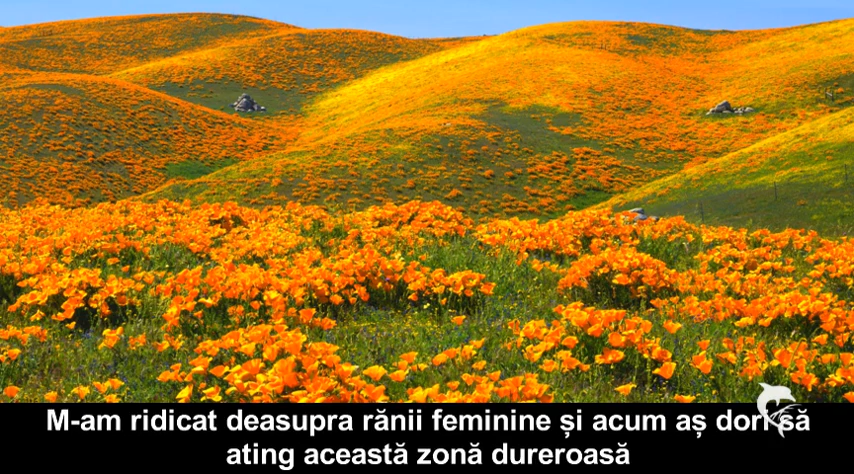 M-am ridicat deasupra rănii feminine și acum aș dori să
ating această zonă dureroasă